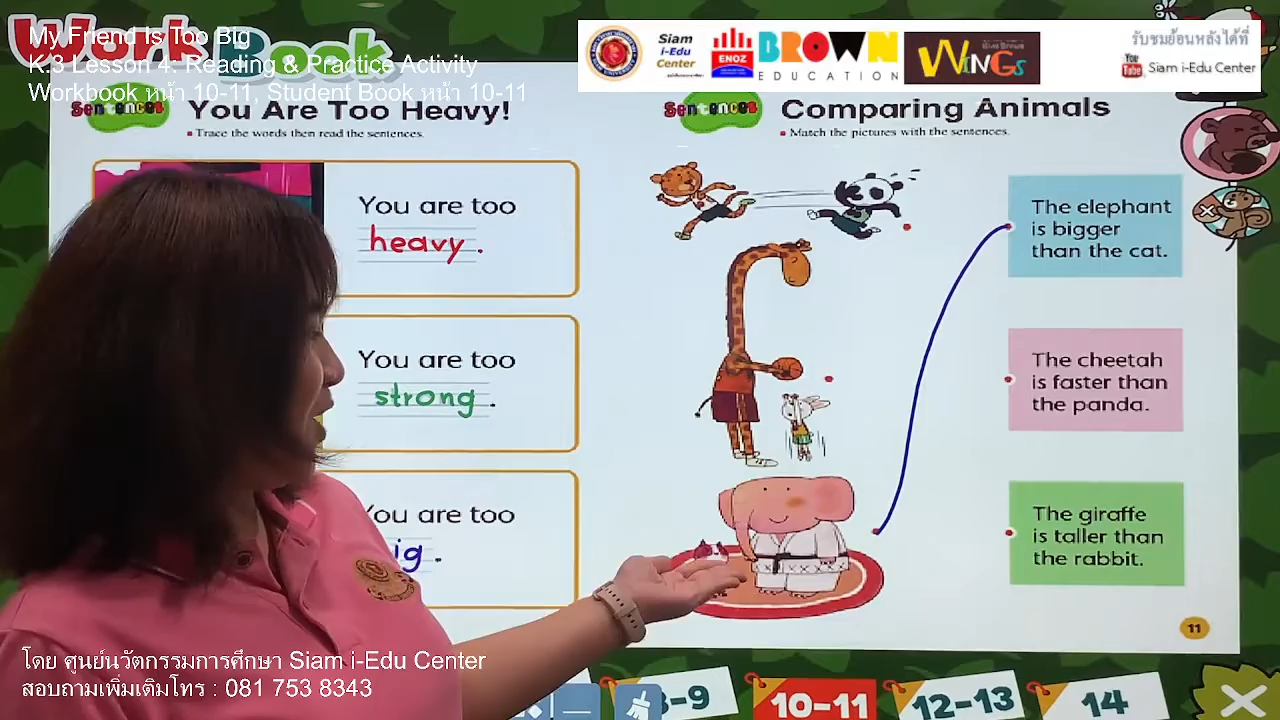 Work Book
My Friend Is Too Big
K.3 Lesson 4: Reading & Practice Activity
Workbook หน้า 10-11, Student Book หน้า 10-11
Siam
i-Edu
Center
ENOZ
BROWN
EDUCATION
WINGS
รับชมย้อนหลังได้ที่
YouTube Siam i-Edu Center
Sentences
You Are Too Heavy!
Trace the words then read the sentences.
You are too
heavy.
You are too
strong.
You are too
ig.
Sentences
Comparing Animals
Match the pictures with the sentences.
The elephant
is bigger
than the cat.
The cheetah
is faster than
the panda.
The giraffe
is taller than
the rabbit.
11
โดย ศูนย์นวัตกรรมการศึกษา Siam i-Edu Center
สอบถามเพิ่มเติมโทร : 081 753 8343
8-9
10-11
12-13
14